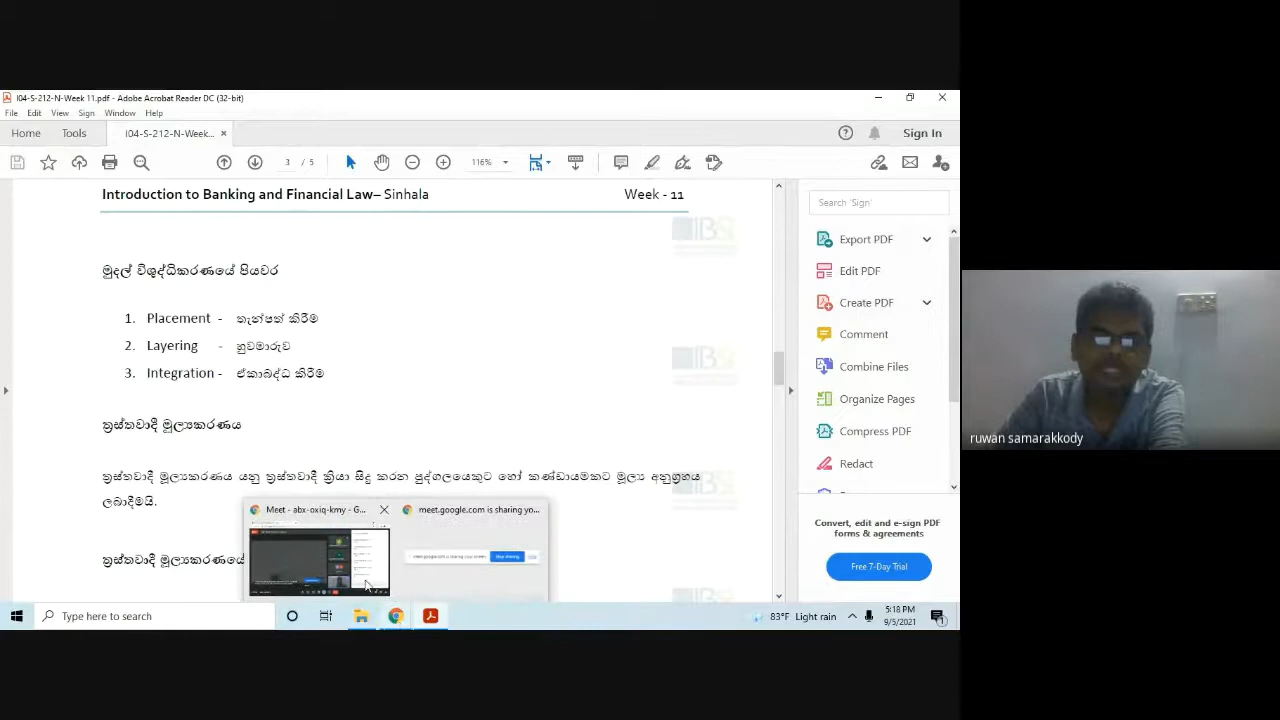 I04-S-212-N-Week 11.pdf - Adobe Acrobat Reader DC (32-bit)
File Edit View Sign Window Help
Home Tools I04-S-212-N-Week... × Sign In
3 / 5 116%
Introduction to Banking and Financial Law– Sinhala Week - 11
Search 'Sign'
Export PDF
මුදල් විශුද්ධිකරණයේ පියවර
Edit PDF
Create PDF
1. Placement - තැන්පත් කිරීම
Comment
2. Layering - හුවමාරුව
Combine Files
3. Integration - ඒකාබද්ධ කිරීම
Organize Pages
ත්‍රස්තවාදී මූල්‍යකරණය
Compress PDF
ruwan samarakkody
Redact
ත්‍රස්තවාදී මූල්‍යකරණය යනු ත්‍රස්තවාදී ක්‍රියා සිදු කරන පුද්ගලයෙකුට හෝ කණ්ඩායමකට මූල්‍ය අනුග්‍රහය
ලබාදීමයි.
Meet - abx-oxiq-kmy - G... meet.google.com is sharing yo...
Convert, edit and e-sign PDF
forms & agreements
ත්‍රස්තවාදී මූල්‍යකරණයේ
Stop sharing
Free 7-Day Trial
Type here to search
83°F Light rain
5:18 PM
9/5/2021